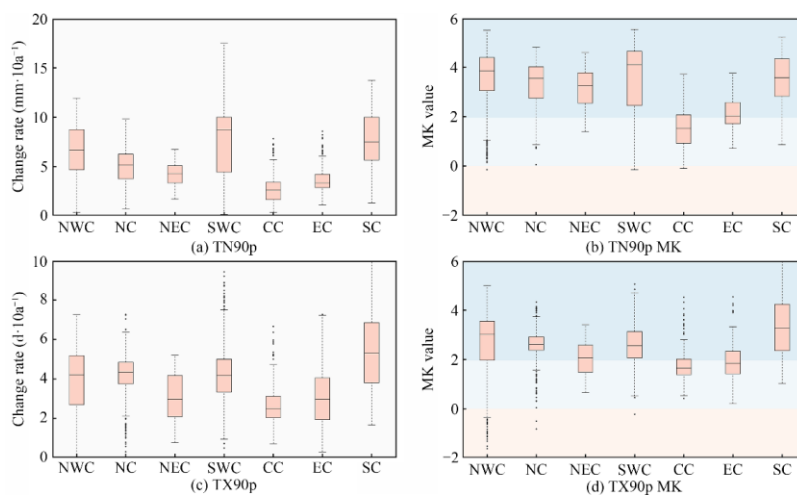 20
15
10
5
0
Change rate (mm·10a⁻¹)
NWC NC NEC SWC CC EC SC
(a) TN90p
6
4
2
0
−2
MK value
NWC NC NEC SWC CC EC SC
(b) TN90p MK
10
8
6
4
2
0
Change rate (d·10a⁻¹)
NWC NC NEC SWC CC EC SC
(c) TX90p
6
4
2
0
−2
MK value
NWC NC NEC SWC CC EC SC
(d) TX90p MK